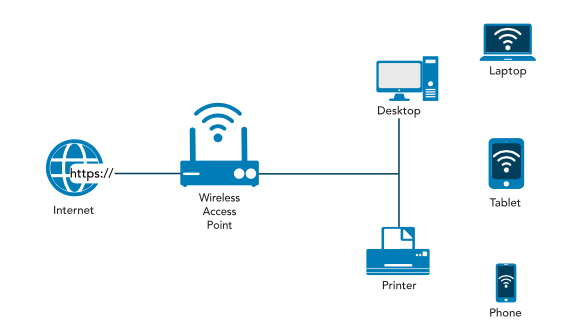 Laptop
Desktop
https://
Internet
Wireless
Access
Point
Tablet
Printer
Phone